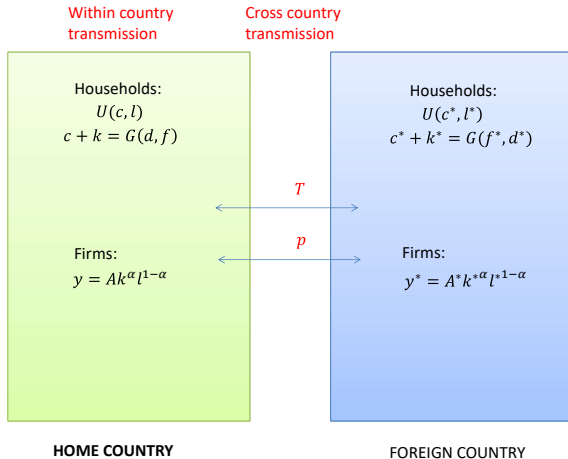 Within country
transmission
Cross country
transmission
Households:
U(c, l)
c + k = G(d, f)
Households:
U(c*, l*)
c* + k* = G(f*, d*)
T
p
Firms:
y = Ak^α l^{1−α}
Firms:
y* = A* k*^α l*^{1−α}
HOME COUNTRY
FOREIGN COUNTRY